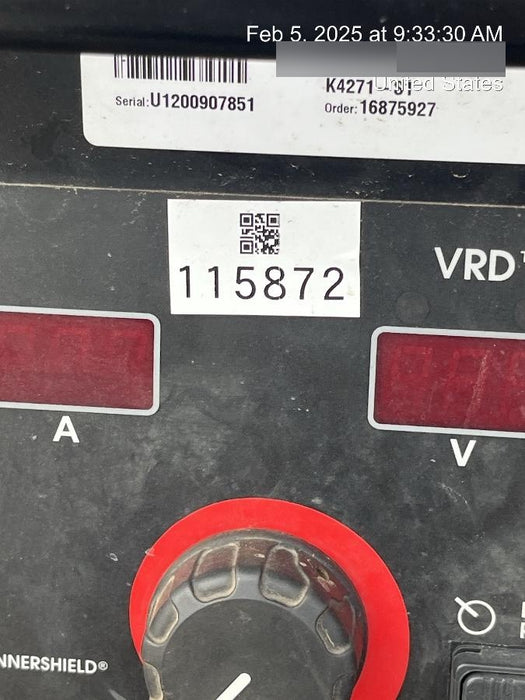 Feb 5, 2025 at 9:33:30 AM
United States
Serial: U1200907851
Order: 16875927
115872
VRD
A
V
NNERSHIELD®